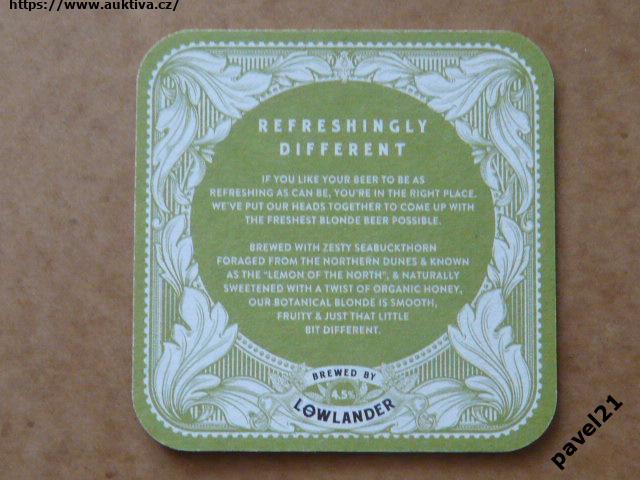 https://www.auktiva.cz/
REFRESHINGLY
DIFFERENT
IF YOU LIKE YOUR BEER TO BE AS
REFRESHING AS CAN BE, YOU'RE IN THE RIGHT PLACE.
WE'VE PUT OUR HEADS TOGETHER TO COME UP WITH
THE FRESHEST BLONDE BEER POSSIBLE.
BREWED WITH ZESTY SEABUCKTHORN
FORAGED FROM THE NORTHERN DUNES & KNOWN
AS THE "LEMON OF THE NORTH", & NATURALLY
SWEETENED WITH A TWIST OF ORGANIC HONEY,
OUR BOTANICAL BLONDE IS SMOOTH,
FRUITY & JUST THAT LITTLE
BIT DIFFERENT.
BREWED BY
4.5%
LOWLANDER
pavel21